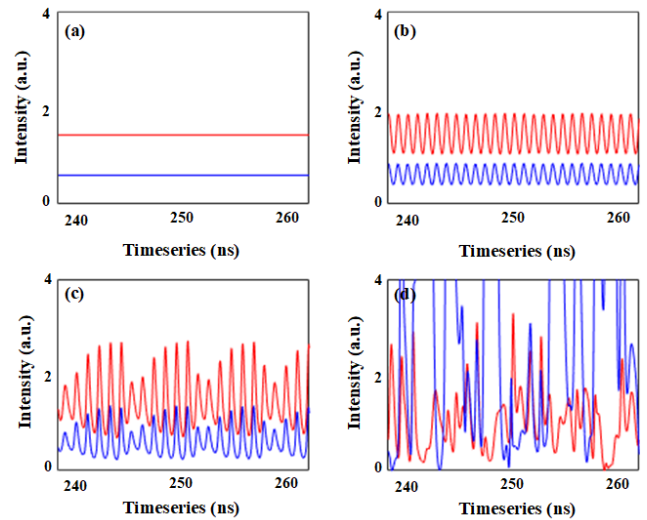 4
(a)
Intensity (a.u.)
2
0
240
250
260
Timeseries (ns)
4
(b)
Intensity (a.u.)
2
0
240
250
260
Timeseries (ns)
4
(c)
Intensity (a.u.)
2
0
240
250
260
Timeseries (ns)
4
(d)
Intensity (a.u.)
2
0
240
250
260
Timeseries (ns)